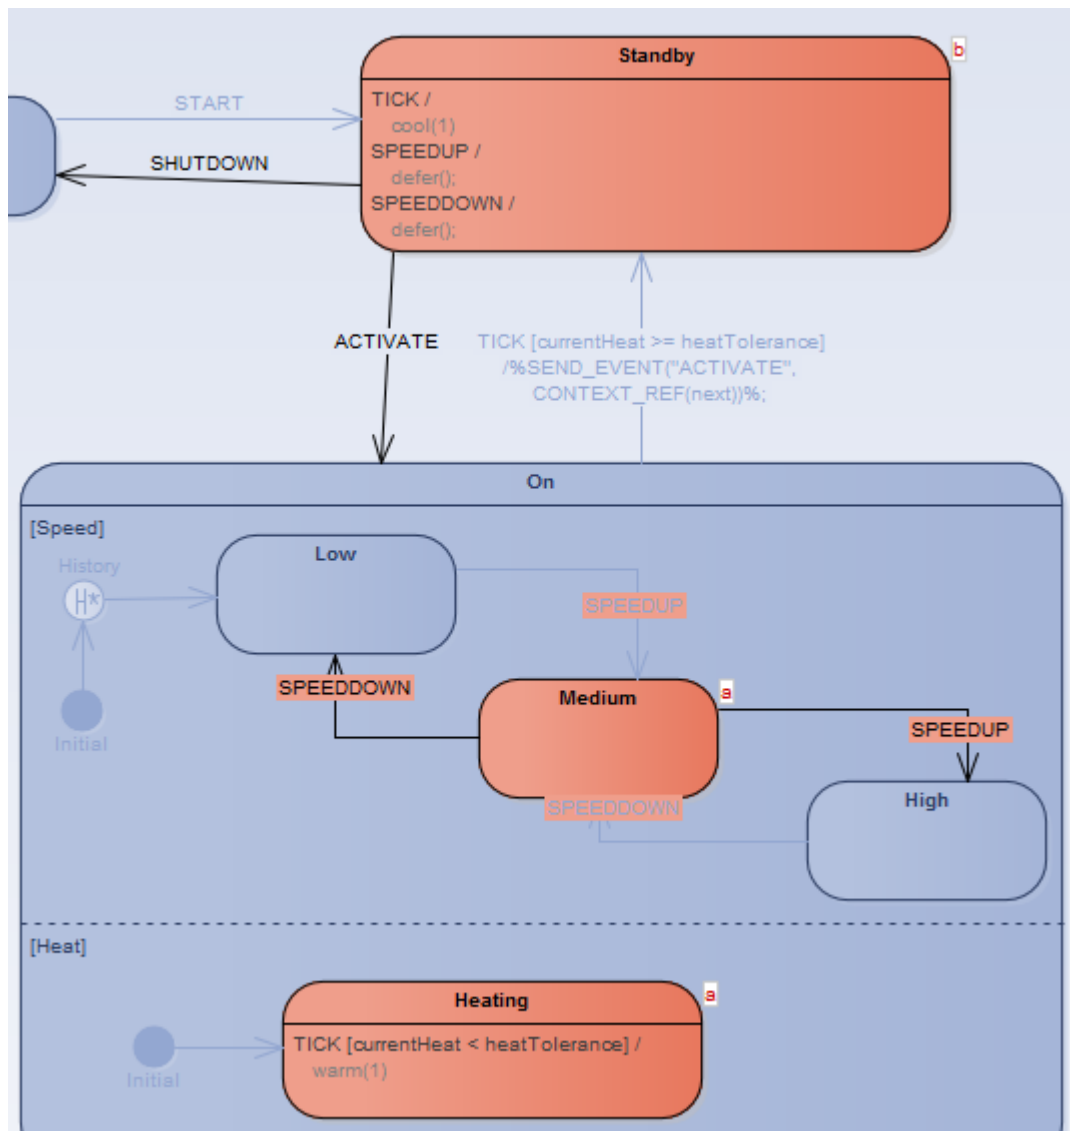 Standby
b
START
TICK /
cool(1)
SPEEDUP /
defer();
SPEEDDOWN /
defer();
SHUTDOWN
ACTIVATE
TICK [currentHeat >= heatTolerance]
/%SEND_EVENT("ACTIVATE",
CONTEXT_REF(next))%;
On
[Speed]
History
H*
Low
SPEEDUP
SPEEDDOWN
Medium
a
Initial
SPEEDUP
SPEEDDOWN
High
[Heat]
Heating
a
TICK [currentHeat < heatTolerance] /
warm(1)
Initial